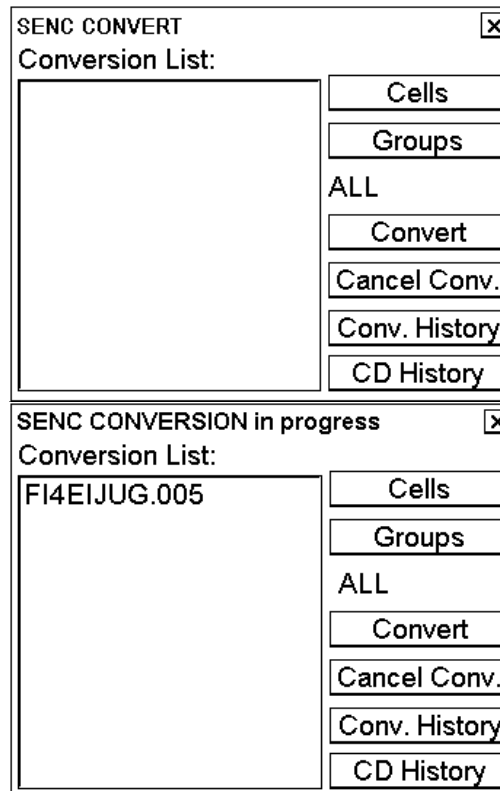 SENC CONVERT
Conversion List:
Cells
Groups
ALL
Convert
Cancel Conv.
Conv. History
CD History
SENC CONVERSION in progress
Conversion List:
FI4EIJUG.005
Cells
Groups
ALL
Convert
Cancel Conv.
Conv. History
CD History